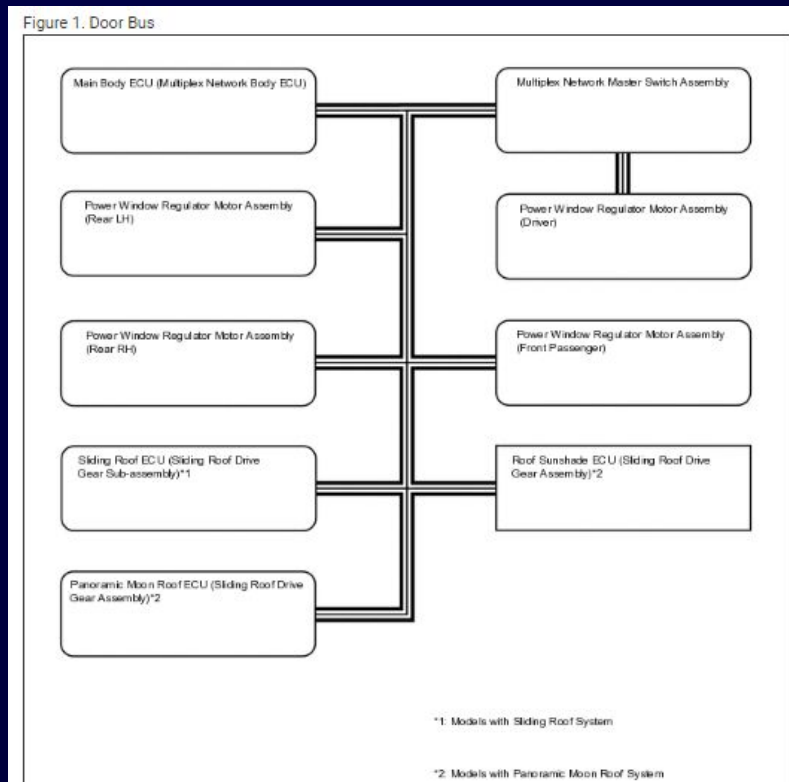 Figure 1. Door Bus
Main Body ECU (Multiplex Network Body ECU)
Multiplex Network Master Switch Assembly
Power Window Regulator Motor Assembly
(Rear LH)
Power Window Regulator Motor Assembly
(Driver)
Power Window Regulator Motor Assembly
(Rear RH)
Power Window Regulator Motor Assembly
(Front Passenger)
Sliding Roof ECU (Sliding Roof Drive
Gear Sub-assembly)*1
Roof Sunshade ECU (Sliding Roof Drive
Gear Assembly)*2
Panoramic Moon Roof ECU (Sliding Roof Drive
Gear Assembly)*2
*1: Models with Sliding Roof System
*2: Models with Panoramic Moon Roof System